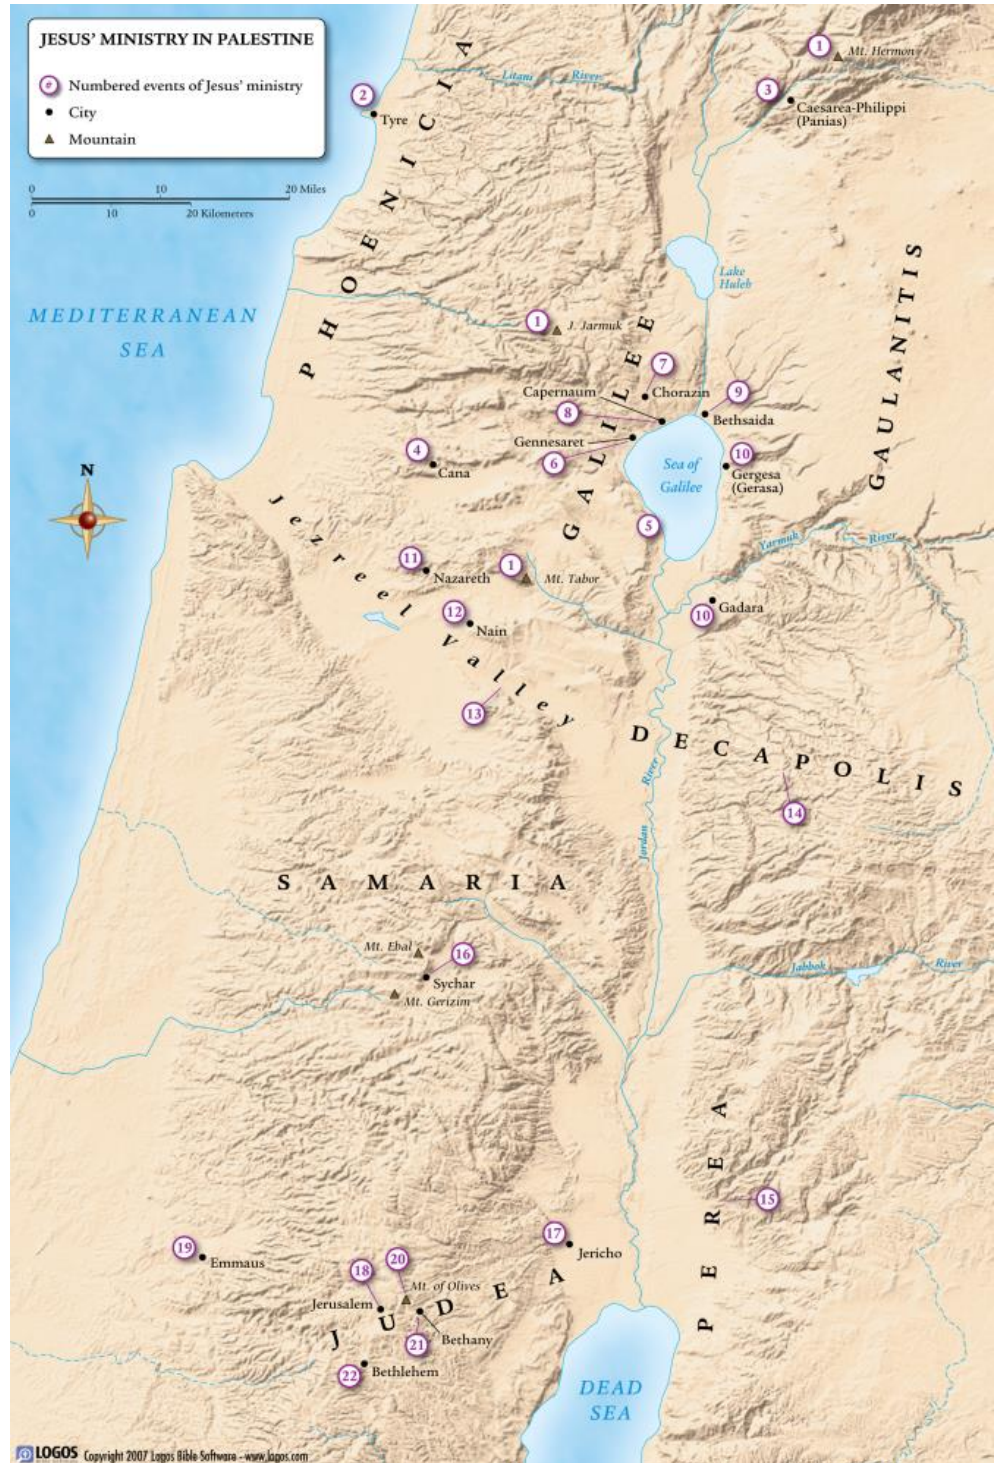 JESUS' MINISTRY IN PALESTINE
# Numbered events of Jesus' ministry
City
Mountain
0 10 20 Miles
0 10 20 Kilometers
1
Mt. Hermon
Litani River
2
3
Tyre
Caesarea-Philippi
(Panias)
PHOENICIA
Lake
Huleh
GAULANITIS
MEDITERRANEAN
SEA
1
J. Jarmuk
GALILEE
7
Capernaum
Chorazin
9
8
Bethsaida
Gennesaret
4
6
10
Cana
Sea of
Galilee
Gergesa
(Gerasa)
N
5
Jezreel Valley
Yarmuk River
11
1
Nazareth
Mt. Tabor
12
10
Gadara
Nain
13
DECAPOLIS
Jordan River
14
SAMARIA
Mt. Ebal
16
Sychar
Mt. Gerizim
Jabbok River
PEREA
15
19
17
Emmaus
Jericho
18
20
Mt. of Olives
Jerusalem
JUDEA
21
Bethany
22
Bethlehem
DEAD
SEA
LOGOS Copyright 2007 Logos Bible Software - www.logos.com